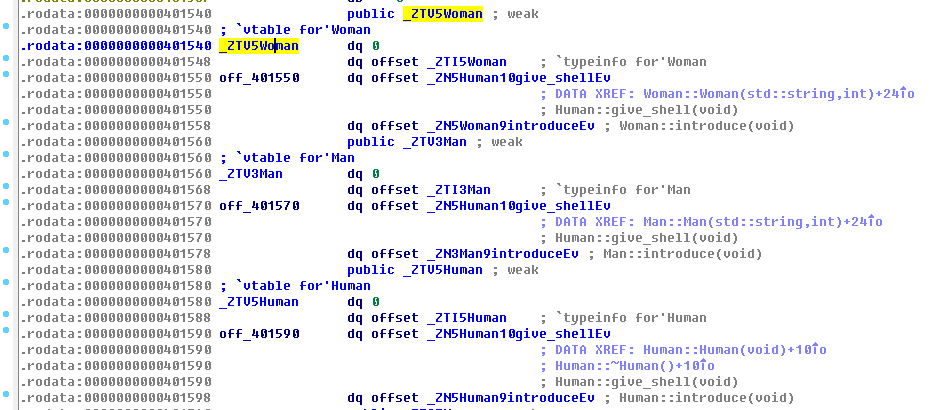 .rodata:0000000000401540 public _ZTV5Woman ; weak
.rodata:0000000000401540 ; `vtable for'Woman
.rodata:0000000000401540 _ZTV5Woman dq 0
.rodata:0000000000401548 dq offset _ZTI5Woman ; `typeinfo for'Woman
.rodata:0000000000401550 off_401550 dq offset _ZN5Human10give_shellEv
.rodata:0000000000401550 ; DATA XREF: Woman::Woman(std::string,int)+24↑o
.rodata:0000000000401550 ; Human::give_shell(void)
.rodata:0000000000401558 dq offset _ZN5Woman9introduceEv ; Woman::introduce(void)
.rodata:0000000000401560 public _ZTV3Man ; weak
.rodata:0000000000401560 ; `vtable for'Man
.rodata:0000000000401560 _ZTV3Man dq 0
.rodata:0000000000401568 dq offset _ZTI3Man ; `typeinfo for'Man
.rodata:0000000000401570 off_401570 dq offset _ZN5Human10give_shellEv
.rodata:0000000000401570 ; DATA XREF: Man::Man(std::string,int)+24↑o
.rodata:0000000000401570 ; Human::give_shell(void)
.rodata:0000000000401578 dq offset _ZN3Man9introduceEv ; Man::introduce(void)
.rodata:0000000000401580 public _ZTV5Human ; weak
.rodata:0000000000401580 ; `vtable for'Human
.rodata:0000000000401580 _ZTV5Human dq 0
.rodata:0000000000401588 dq offset _ZTI5Human ; `typeinfo for'Human
.rodata:0000000000401590 off_401590 dq offset _ZN5Human10give_shellEv
.rodata:0000000000401590 ; DATA XREF: Human::Human(void)+10↑o
.rodata:0000000000401590 ; Human::~Human()+10↑o
.rodata:0000000000401590 ; Human::give_shell(void)
.rodata:0000000000401598 dq offset _ZN5Human9introduceEv ; Human::introduce(void)